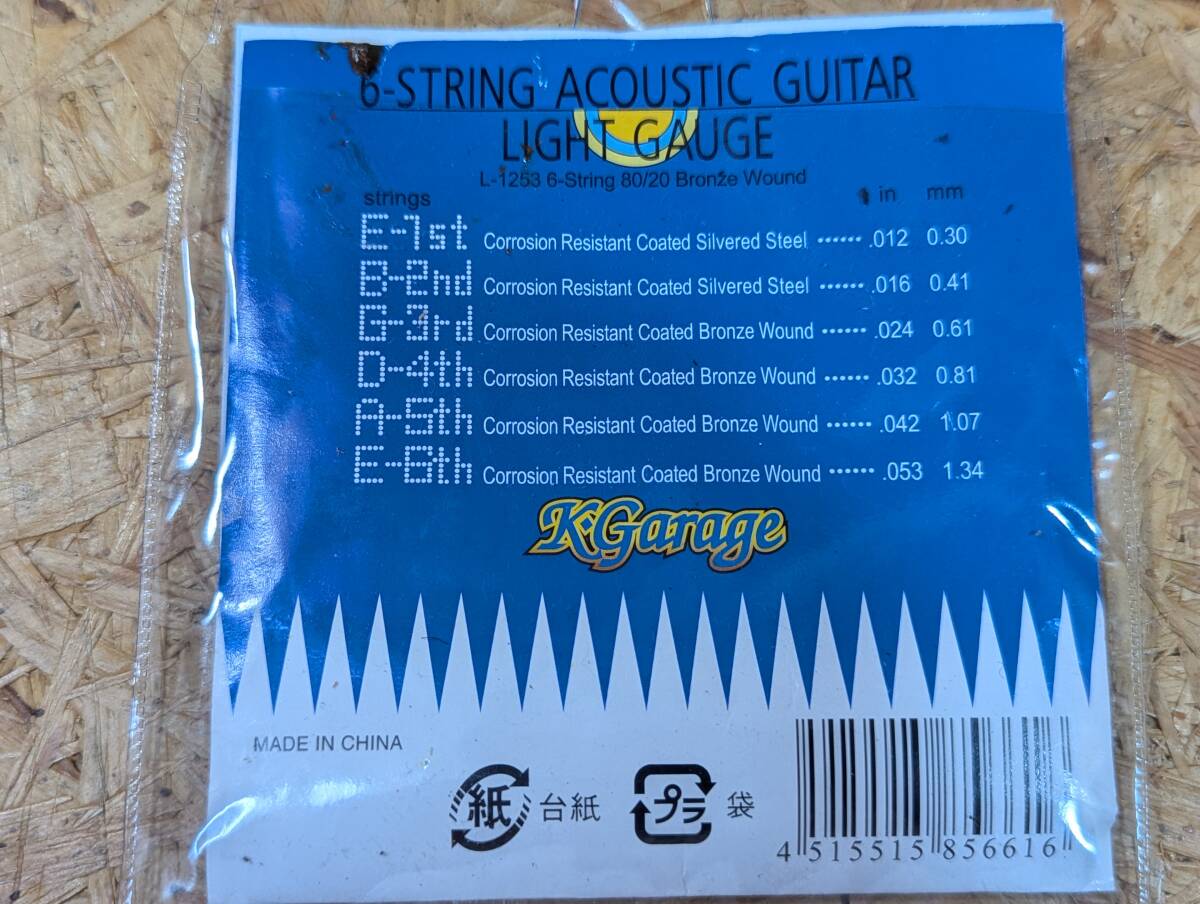 6-STRING ACOUSTIC GUITAR
LIGHT GAUGE
L-1253 6-String 80/20 Bronze Wound
strings in mm
E-1st Corrosion Resistant Coated Silvered Steel ······ .012 0.30
B-2nd Corrosion Resistant Coated Silvered Steel ······ .016 0.41
G-3rd Corrosion Resistant Coated Bronze Wound ······ .024 0.61
D-4th Corrosion Resistant Coated Bronze Wound ······ .032 0.81
A-5th Corrosion Resistant Coated Bronze Wound ······ .042 1.07
E-6th Corrosion Resistant Coated Bronze Wound ······ .053 1.34
KGarage
MADE IN CHINA
紙 台紙 プラ 袋
4 515515 856616